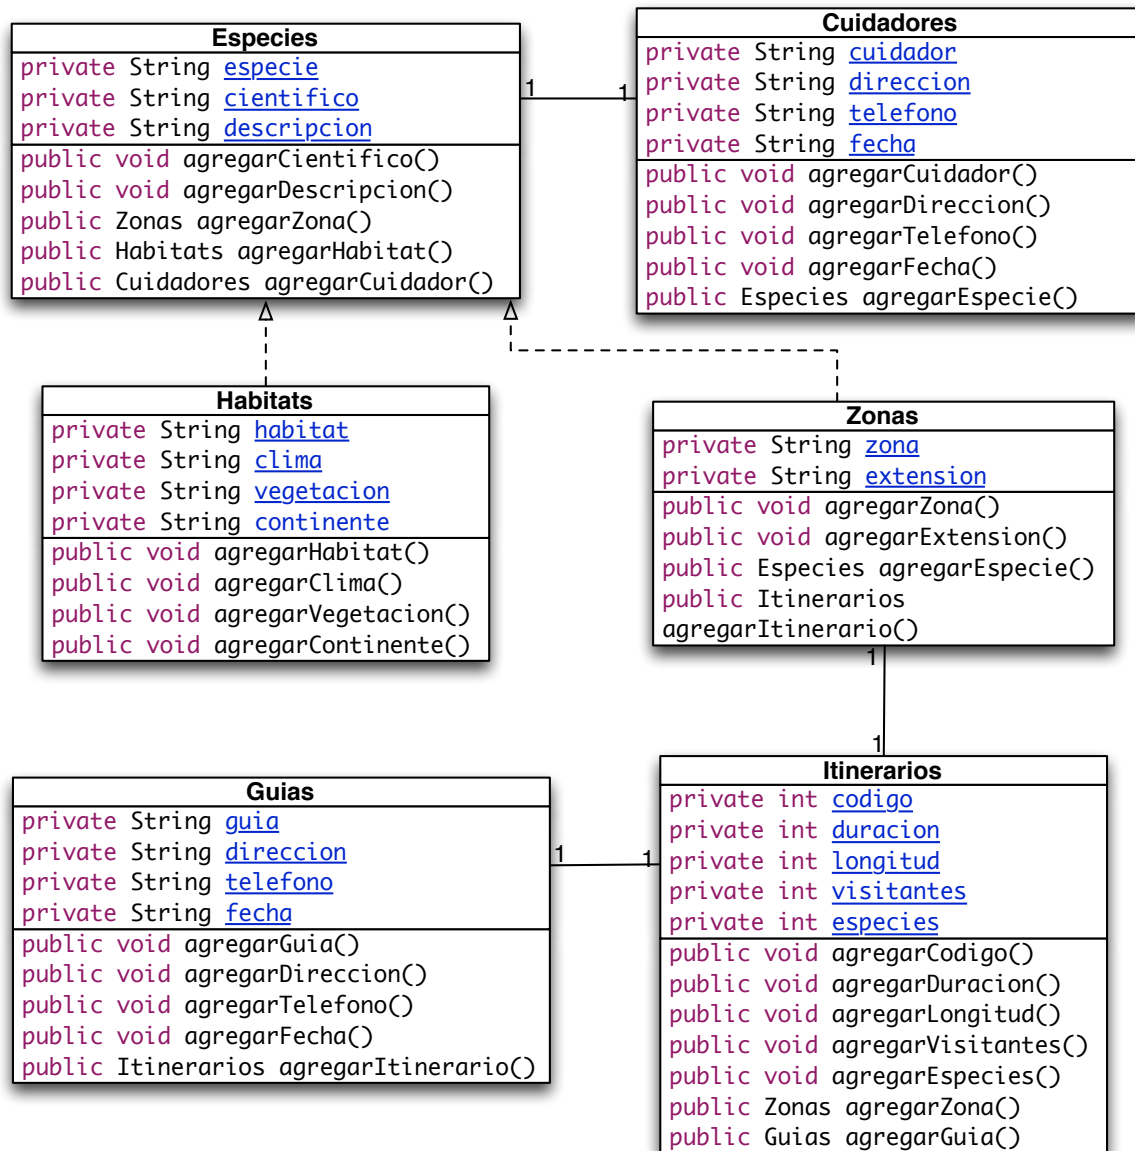 Especies
private String especie
private String cientifico
private String descripcion
public void agregarCientifico()
public void agregarDescripcion()
public Zonas agregarZona()
public Habitats agregarHabitat()
public Cuidadores agregarCuidador()
1
1
Cuidadores
private String cuidador
private String direccion
private String telefono
private String fecha
public void agregarCuidador()
public void agregarDireccion()
public void agregarTelefono()
public void agregarFecha()
public Especies agregarEspecie()
Habitats
private String habitat
private String clima
private String vegetacion
private String continente
public void agregarHabitat()
public void agregarClima()
public void agregarVegetacion()
public void agregarContinente()
Zonas
private String zona
private String extension
public void agregarZona()
public void agregarExtension()
public Especies agregarEspecie()
public Itinerarios
agregarItinerario()
1
1
Guias
private String guia
private String direccion
private String telefono
private String fecha
public void agregarGuia()
public void agregarDireccion()
public void agregarTelefono()
public void agregarFecha()
public Itinerarios agregarItinerario()
1
1
Itinerarios
private int codigo
private int duracion
private int longitud
private int visitantes
private int especies
public void agregarCodigo()
public void agregarDuracion()
public void agregarLongitud()
public void agregarVisitantes()
public void agregarEspecies()
public Zonas agregarZona()
public Guias agregarGuia()